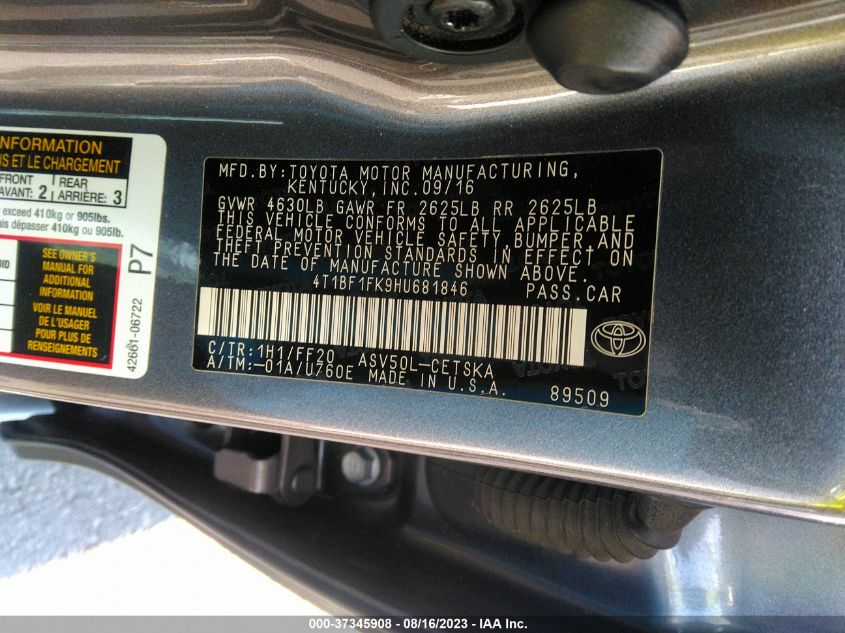 INFORMATION
S ET LE CHARGEMENT
FRONT
AVANT: 2
REAR
ARRIÈRE: 3
exceed 410kg or 905lbs.
is dépasser 410kg ou 905lb.
SEE OWNER'S
MANUAL FOR
ADDITIONAL
INFORMATION
VOIR LE MANUEL
DE L'USAGER
POUR PLUS DE
RENSEIGNEMENTS
P7
42661-06722
MFD.BY:TOYOTA MOTOR MANUFACTURING,
KENTUCKY,INC.09/16
GVWR 4630LB GAWR FR 2625LB RR 2625LB
THIS VEHICLE CONFORMS TO ALL APPLICABLE
FEDERAL MOTOR VEHICLE SAFETY,BUMPER,AND
THEFT PREVENTION STANDARDS IN EFFECT ON
THE DATE OF MANUFACTURE SHOWN ABOVE.
4T1BF1FK9HU681846 PASS.CAR
C/TR:1H1/FF20 ASV50L-CETSKA
A/TM:-01A/U760E MADE IN U.S.A.
89509
000-37345908 - 08/16/2023 - IAA Inc.